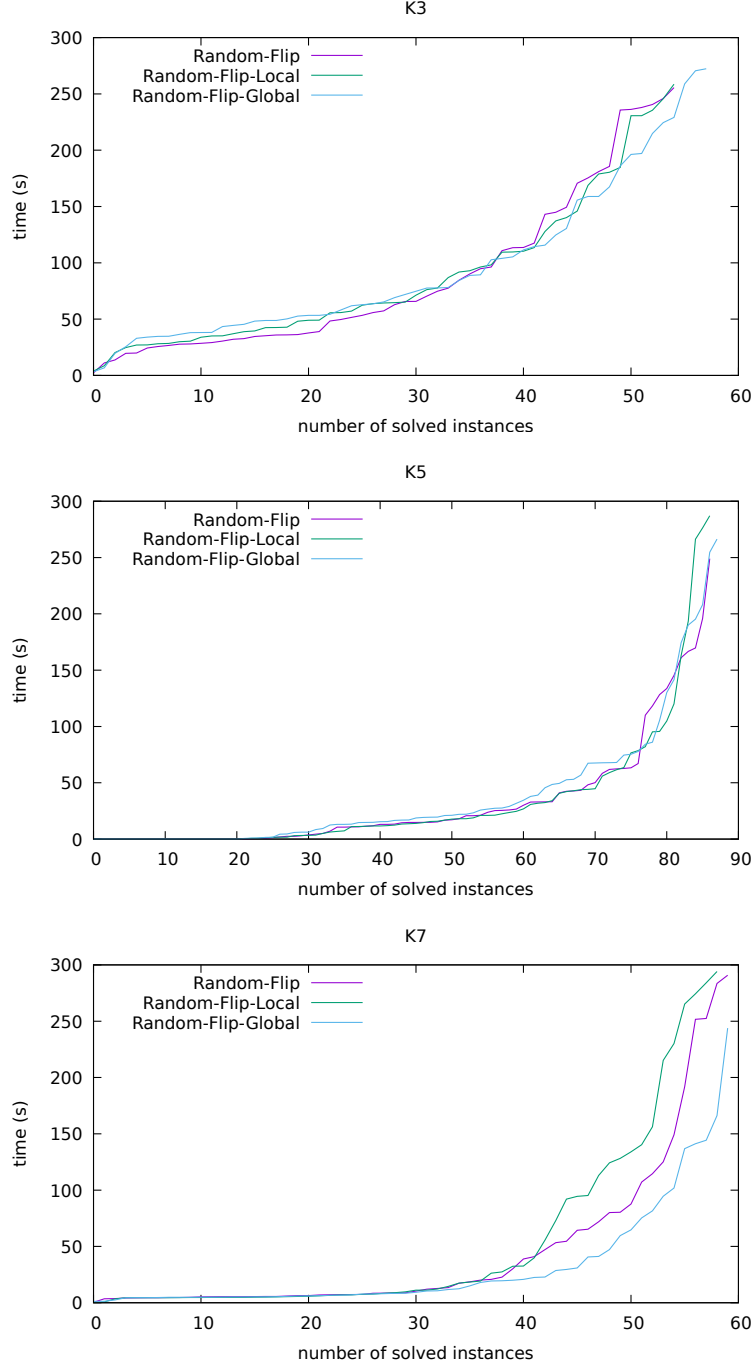 K3
300
250
200
150
100
50
0
time (s)
Random-Flip
Random-Flip-Local
Random-Flip-Global
0 10 20 30 40 50 60
number of solved instances
K5
300
250
200
150
100
50
0
time (s)
Random-Flip
Random-Flip-Local
Random-Flip-Global
0 10 20 30 40 50 60 70 80 90
number of solved instances
K7
300
250
200
150
100
50
0
time (s)
Random-Flip
Random-Flip-Local
Random-Flip-Global
0 10 20 30 40 50 60
number of solved instances